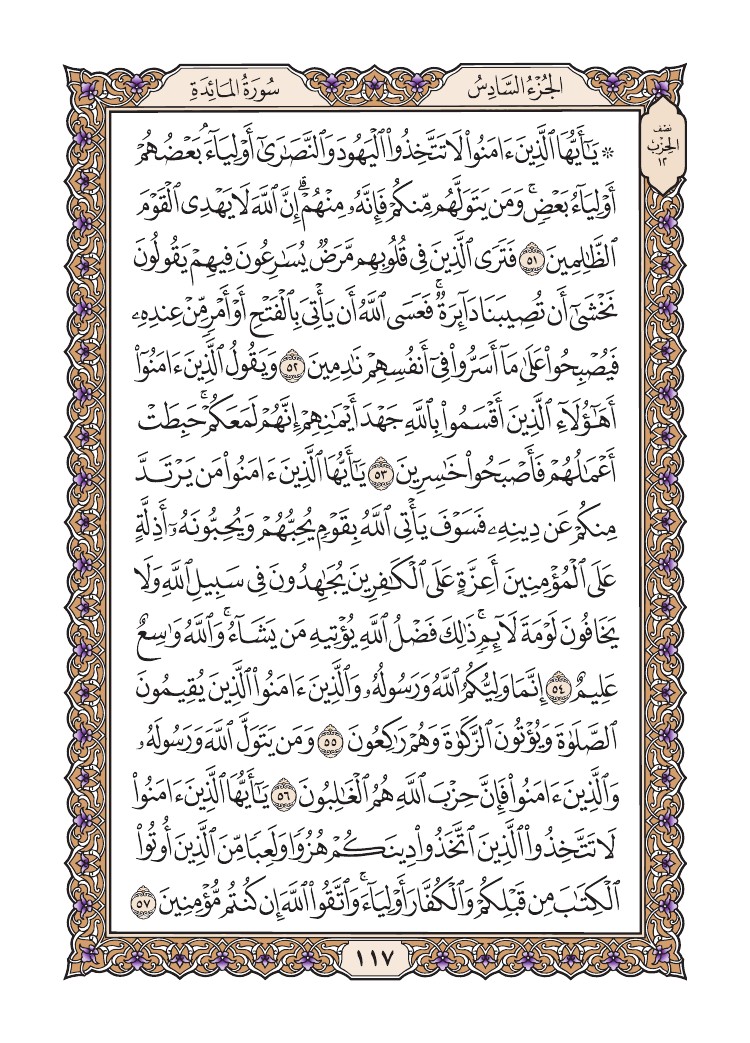 الجُزْءُ السَّادِسُ
سُورَةُ المَائِدَةِ
نصف
الحِزْب
١٢
۞ يَٰٓأَيُّهَا ٱلَّذِينَ ءَامَنُوا۟ لَا تَتَّخِذُوا۟ ٱلْيَهُودَ وَٱلنَّصَٰرَىٰٓ أَوْلِيَآءَ ۘ بَعْضُهُمْ
أَوْلِيَآءُ بَعْضٍ ۚ وَمَن يَتَوَلَّهُم مِّنكُمْ فَإِنَّهُۥ مِنْهُمْ ۗ إِنَّ ٱللَّهَ لَا يَهْدِى ٱلْقَوْمَ
ٱلظَّٰلِمِينَ ٥١ فَتَرَى ٱلَّذِينَ فِى قُلُوبِهِم مَّرَضٌ يُسَٰرِعُونَ فِيهِمْ يَقُولُونَ
نَخْشَىٰٓ أَن تُصِيبَنَا دَآئِرَةٌ ۚ فَعَسَى ٱللَّهُ أَن يَأْتِىَ بِٱلْفَتْحِ أَوْ أَمْرٍ مِّنْ عِندِهِۦ
فَيُصْبِحُوا۟ عَلَىٰ مَآ أَسَرُّوا۟ فِىٓ أَنفُسِهِمْ نَٰدِمِينَ ٥٢ وَيَقُولُ ٱلَّذِينَ ءَامَنُوٓا۟
أَهَٰٓؤُلَآءِ ٱلَّذِينَ أَقْسَمُوا۟ بِٱللَّهِ جَهْدَ أَيْمَٰنِهِمْ إِنَّهُمْ لَمَعَكُمْ ۚ حَبِطَتْ
أَعْمَٰلُهُمْ فَأَصْبَحُوا۟ خَٰسِرِينَ ٥٣ يَٰٓأَيُّهَا ٱلَّذِينَ ءَامَنُوا۟ مَن يَرْتَدَّ
مِنكُمْ عَن دِينِهِۦ فَسَوْفَ يَأْتِى ٱللَّهُ بِقَوْمٍ يُحِبُّهُمْ وَيُحِبُّونَهُۥٓ أَذِلَّةٍ
عَلَى ٱلْمُؤْمِنِينَ أَعِزَّةٍ عَلَى ٱلْكَٰفِرِينَ يُجَٰهِدُونَ فِى سَبِيلِ ٱللَّهِ وَلَا
يَخَافُونَ لَوْمَةَ لَآئِمٍ ۚ ذَٰلِكَ فَضْلُ ٱللَّهِ يُؤْتِيهِ مَن يَشَآءُ ۚ وَٱللَّهُ وَٰسِعٌ
عَلِيمٌ ٥٤ إِنَّمَا وَلِيُّكُمُ ٱللَّهُ وَرَسُولُهُۥ وَٱلَّذِينَ ءَامَنُوا۟ ٱلَّذِينَ يُقِيمُونَ
ٱلصَّلَوٰةَ وَيُؤْتُونَ ٱلزَّكَوٰةَ وَهُمْ رَٰكِعُونَ ٥٥ وَمَن يَتَوَلَّ ٱللَّهَ وَرَسُولَهُۥ
وَٱلَّذِينَ ءَامَنُوا۟ فَإِنَّ حِزْبَ ٱللَّهِ هُمُ ٱلْغَٰلِبُونَ ٥٦ يَٰٓأَيُّهَا ٱلَّذِينَ ءَامَنُوا۟
لَا تَتَّخِذُوا۟ ٱلَّذِينَ ٱتَّخَذُوا۟ دِينَكُمْ هُزُوًا وَلَعِبًا مِّنَ ٱلَّذِينَ أُوتُوا۟
ٱلْكِتَٰبَ مِن قَبْلِكُمْ وَٱلْكُفَّارَ أَوْلِيَآءَ ۚ وَٱتَّقُوا۟ ٱللَّهَ إِن كُنتُم مُّؤْمِنِينَ ٥٧
١١٧